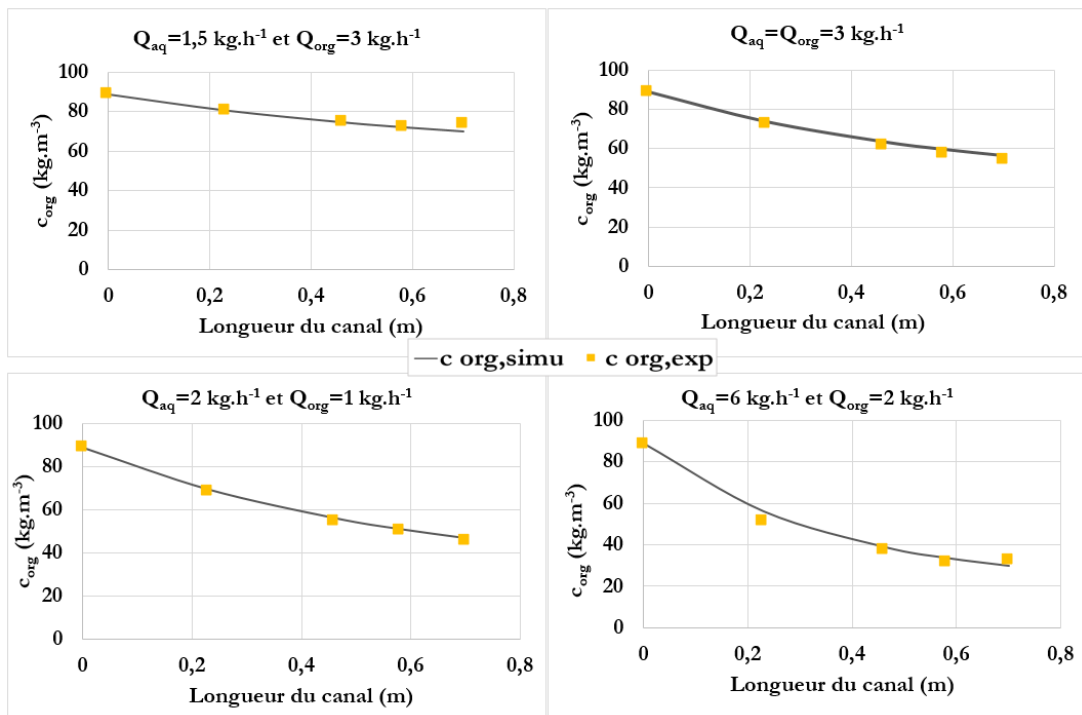 Qaq=1,5 kg.h-1 et Qorg=3 kg.h-1
100
80
60
40
20
0
corg (kg.m-3)
0 0,2 0,4 0,6 0,8
Longueur du canal (m)
Qaq=Qorg=3 kg.h-1
100
80
60
40
20
0
corg (kg.m-3)
0 0,2 0,4 0,6 0,8
Longueur du canal (m)
c org,simu c org,exp
Qaq=2 kg.h-1 et Qorg=1 kg.h-1
100
80
60
40
20
0
corg (kg.m-3)
0 0,2 0,4 0,6 0,8
Longueur du canal (m)
Qaq=6 kg.h-1 et Qorg=2 kg.h-1
100
80
60
40
20
0
corg (kg.m-3)
0 0,2 0,4 0,6 0,8
Longueur du canal (m)